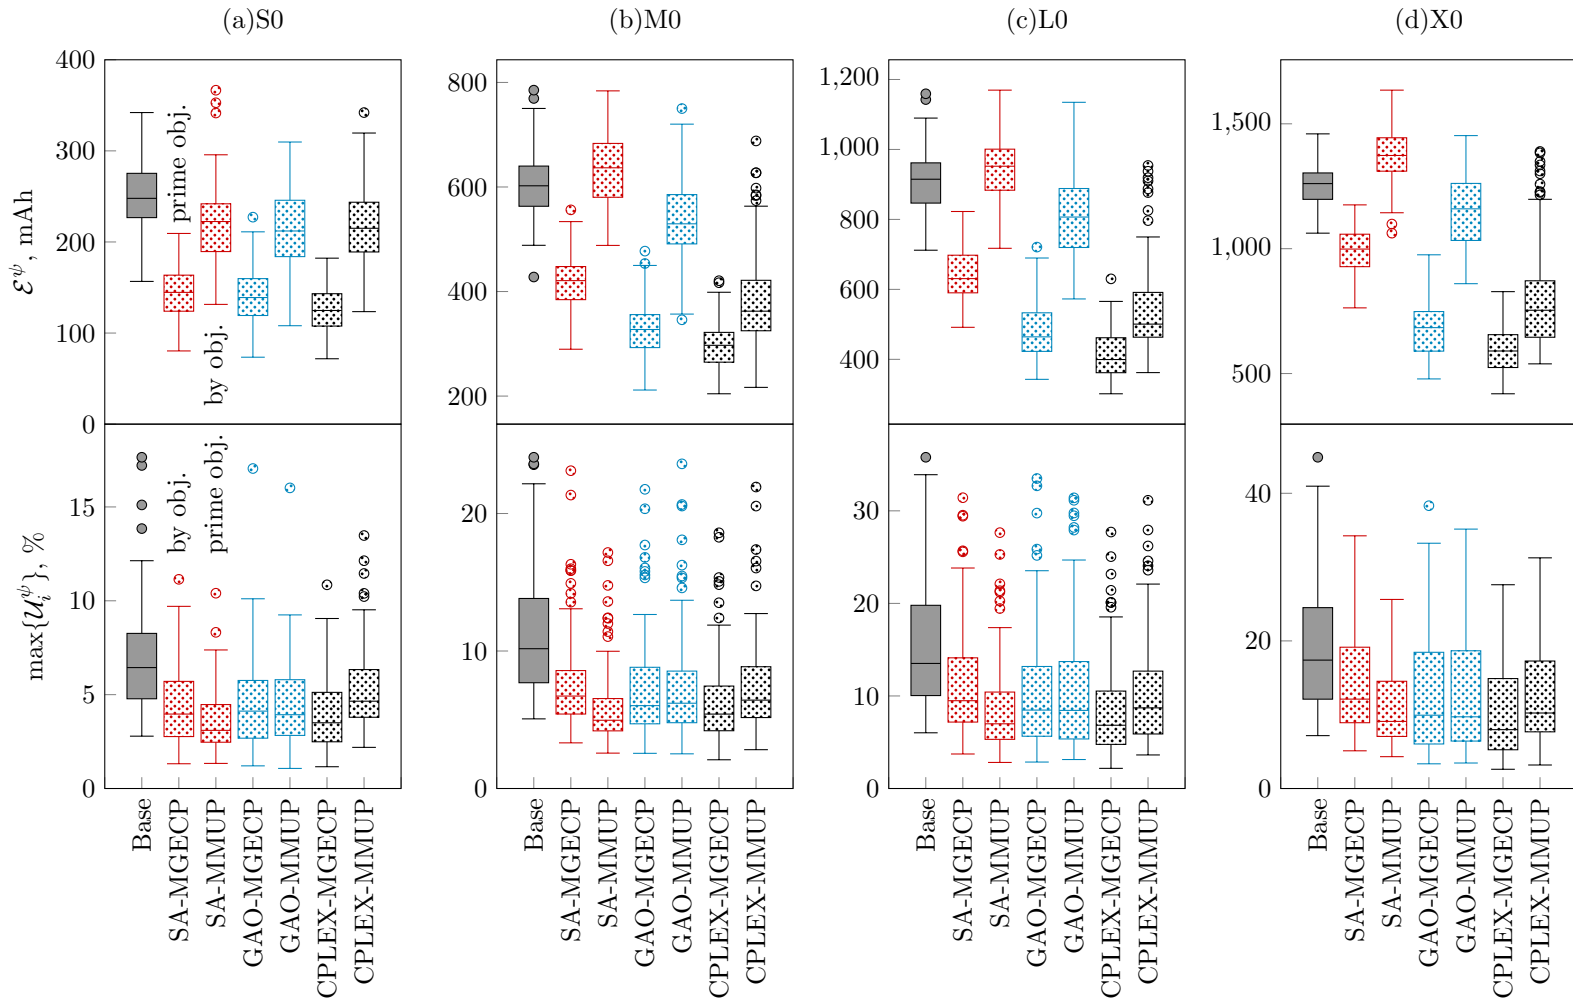 (a)S0
(b)M0
(c)L0
(d)X0
ℰ^ψ, mAh
400
300
200
100
0
prime obj.
by obj.
800
600
400
200
1,200
1,000
800
600
400
1,500
1,000
500
max{𝒰_i^ψ}, %
15
10
5
0
by obj.
prime obj.
20
10
0
30
20
10
0
40
20
0
Base
SA-MGECP
SA-MMUP
GAO-MGECP
GAO-MMUP
CPLEX-MGECP
CPLEX-MMUP
Base
SA-MGECP
SA-MMUP
GAO-MGECP
GAO-MMUP
CPLEX-MGECP
CPLEX-MMUP
Base
SA-MGECP
SA-MMUP
GAO-MGECP
GAO-MMUP
CPLEX-MGECP
CPLEX-MMUP
Base
SA-MGECP
SA-MMUP
GAO-MGECP
GAO-MMUP
CPLEX-MGECP
CPLEX-MMUP